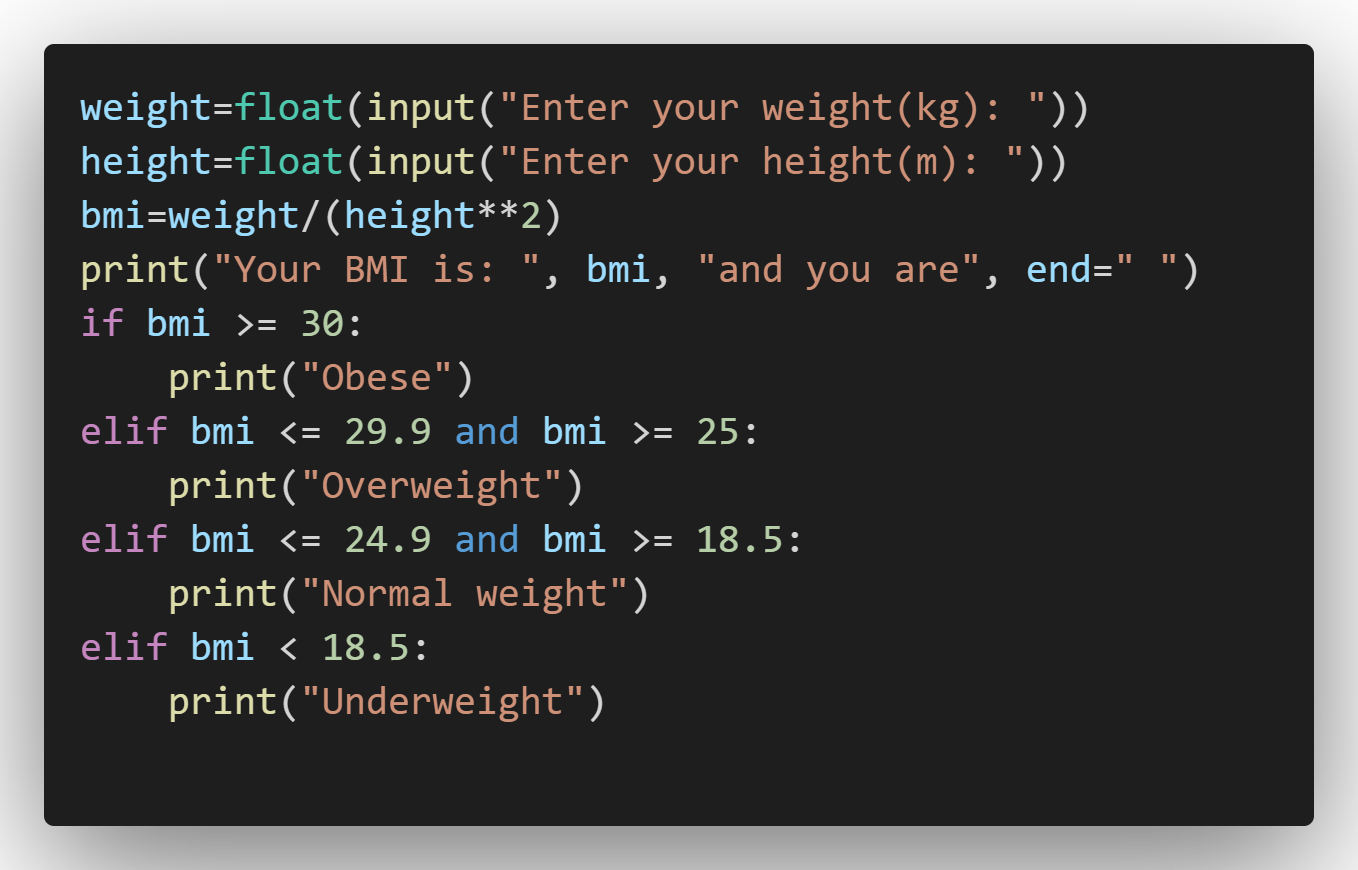 weight=float(input("Enter your weight(kg): "))
height=float(input("Enter your height(m): "))
bmi=weight/(height**2)
print("Your BMI is: ", bmi, "and you are", end=" ")
if bmi >= 30:
    print("Obese")
elif bmi <= 29.9 and bmi >= 25:
    print("Overweight")
elif bmi <= 24.9 and bmi >= 18.5:
    print("Normal weight")
elif bmi < 18.5:
    print("Underweight")